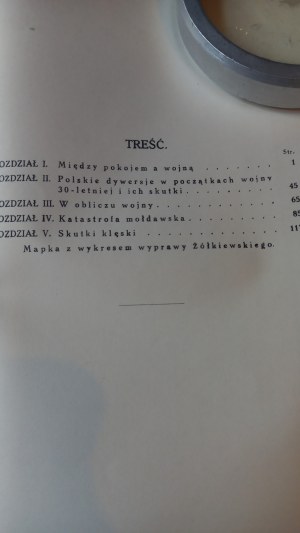 TREŚĆ.
Str.
OZDZIAŁ I. Między pokojem a wojną . . . . . . . 1
OZDZIAŁ II. Polskie dywersje w początkach wojny
30-letniej i ich skutki . . . . . . . . . 45
OZDZIAŁ III. W obliczu wojny . . . . . . . . . . 65
OZDZIAŁ IV. Katastrofa mołdawska . . . . . . . . 85
OZDZIAŁ V. Skutki klęski . . . . . . . . . . . 11
Mapka z wykresem wyprawy Żółkiewskiego.